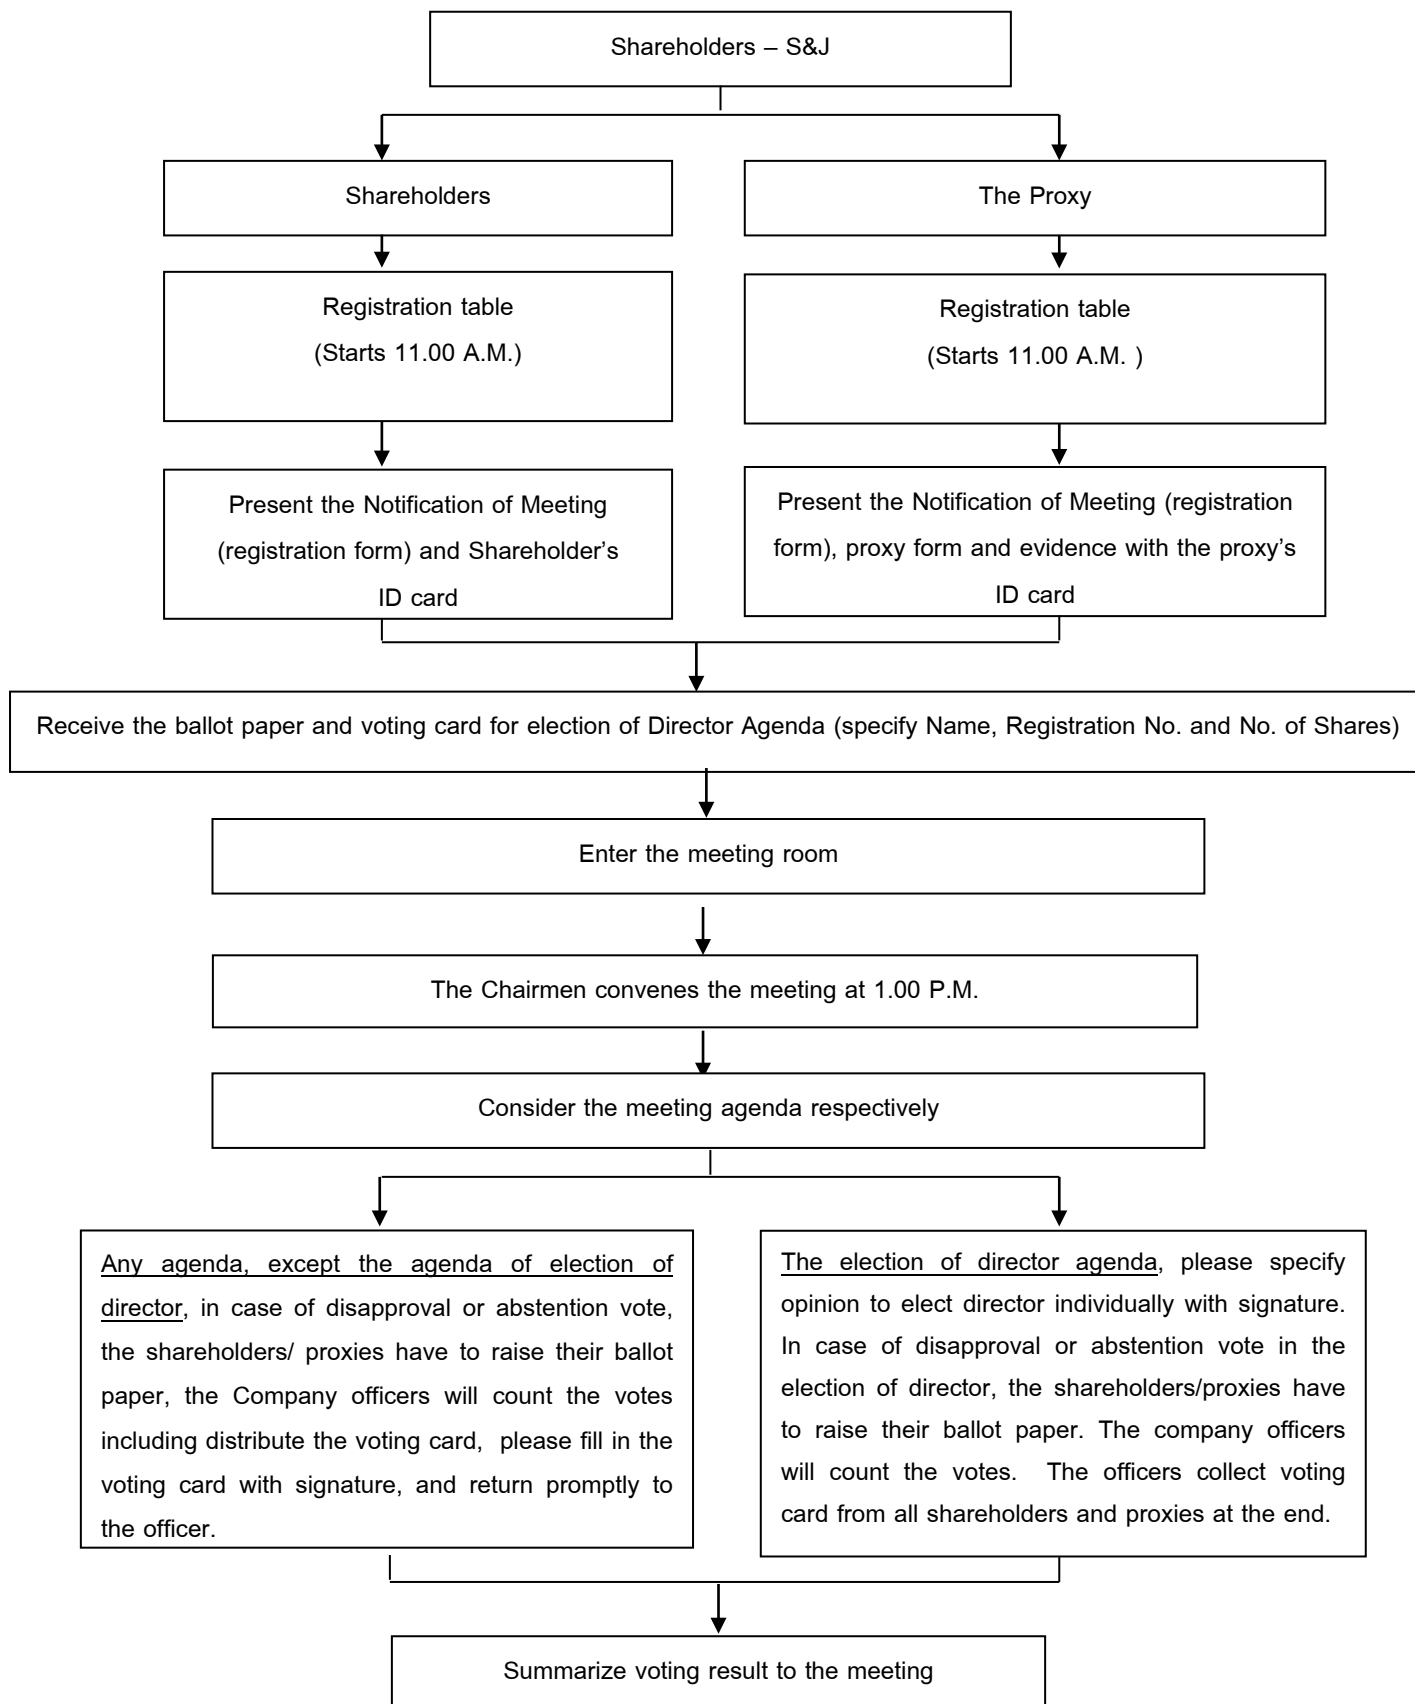 Shareholders – S&J
Shareholders
The Proxy
Registration table
(Starts 11.00 A.M.)
Registration table
(Starts 11.00 A.M. )
Present the Notification of Meeting
(registration form) and Shareholder’s
ID card
Present the Notification of Meeting (registration
form), proxy form and evidence with the proxy’s
ID card
Receive the ballot paper and voting card for election of Director Agenda (specify Name, Registration No. and No. of Shares)
Enter the meeting room
The Chairmen convenes the meeting at 1.00 P.M.
Consider the meeting agenda respectively
Any agenda, except the agenda of election of
director, in case of disapproval or abstention vote,
the shareholders/ proxies have to raise their ballot
paper, the Company officers will count the votes
including distribute the voting card,  please fill in the
voting card with signature, and return promptly to
the officer.
The election of director agenda, please specify
opinion to elect director individually with signature.
In case of disapproval or abstention vote in the
election of director, the shareholders/proxies have
to raise their ballot paper. The company officers
will count the votes.  The officers collect voting
card from all shareholders and proxies at the end.
Summarize voting result to the meeting